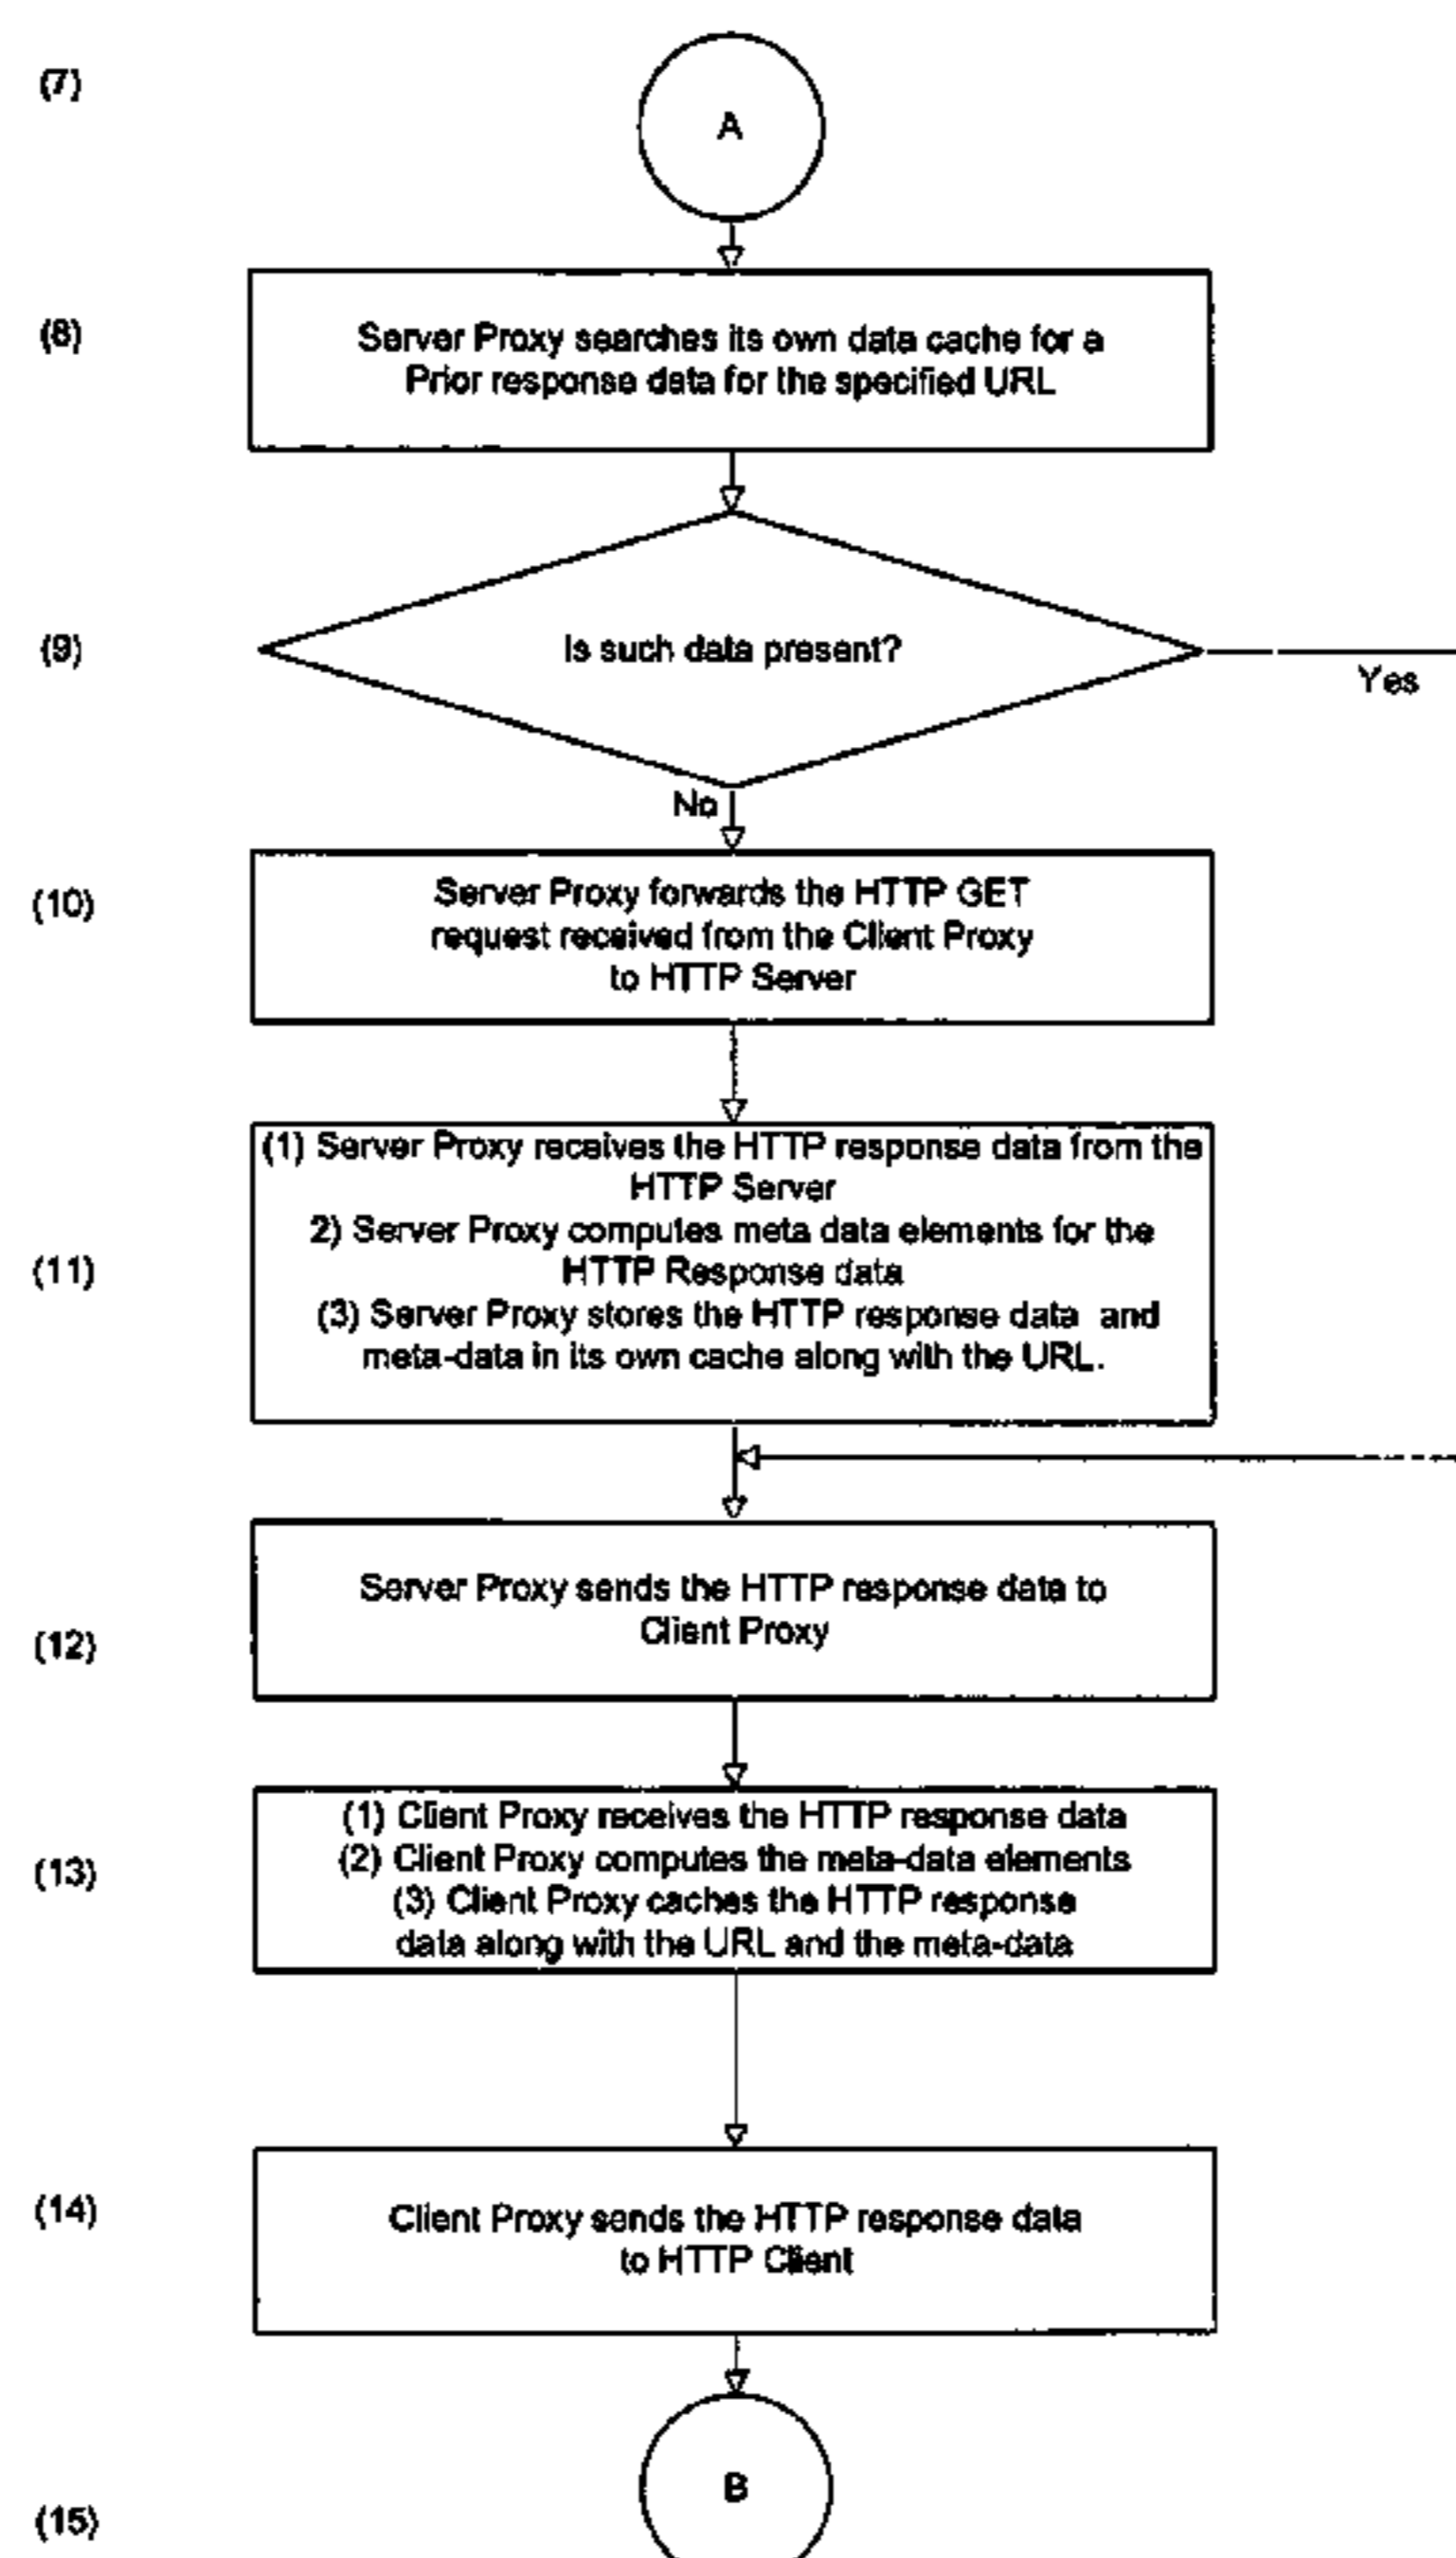 (7)
A
(8)
Server Proxy searches its own data cache for a
Prior response data for the specified URL
(9)
Is such data present?
Yes
No
(10)
Server Proxy forwards the HTTP GET
request received from the Client Proxy
to HTTP Server
(11)
(1) Server Proxy receives the HTTP response data from the
HTTP Server
2) Server Proxy computes meta data elements for the
HTTP Response data
(3) Server Proxy stores the HTTP response data and
meta-data in its own cache along with the URL.
(12)
Server Proxy sends the HTTP response data to
Client Proxy
(13)
(1) Client Proxy receives the HTTP response data
(2) Client Proxy computes the meta-data elements
(3) Client Proxy caches the HTTP response
data along with the URL and the meta-data
(14)
Client Proxy sends the HTTP response data
to HTTP Client
B
(15)